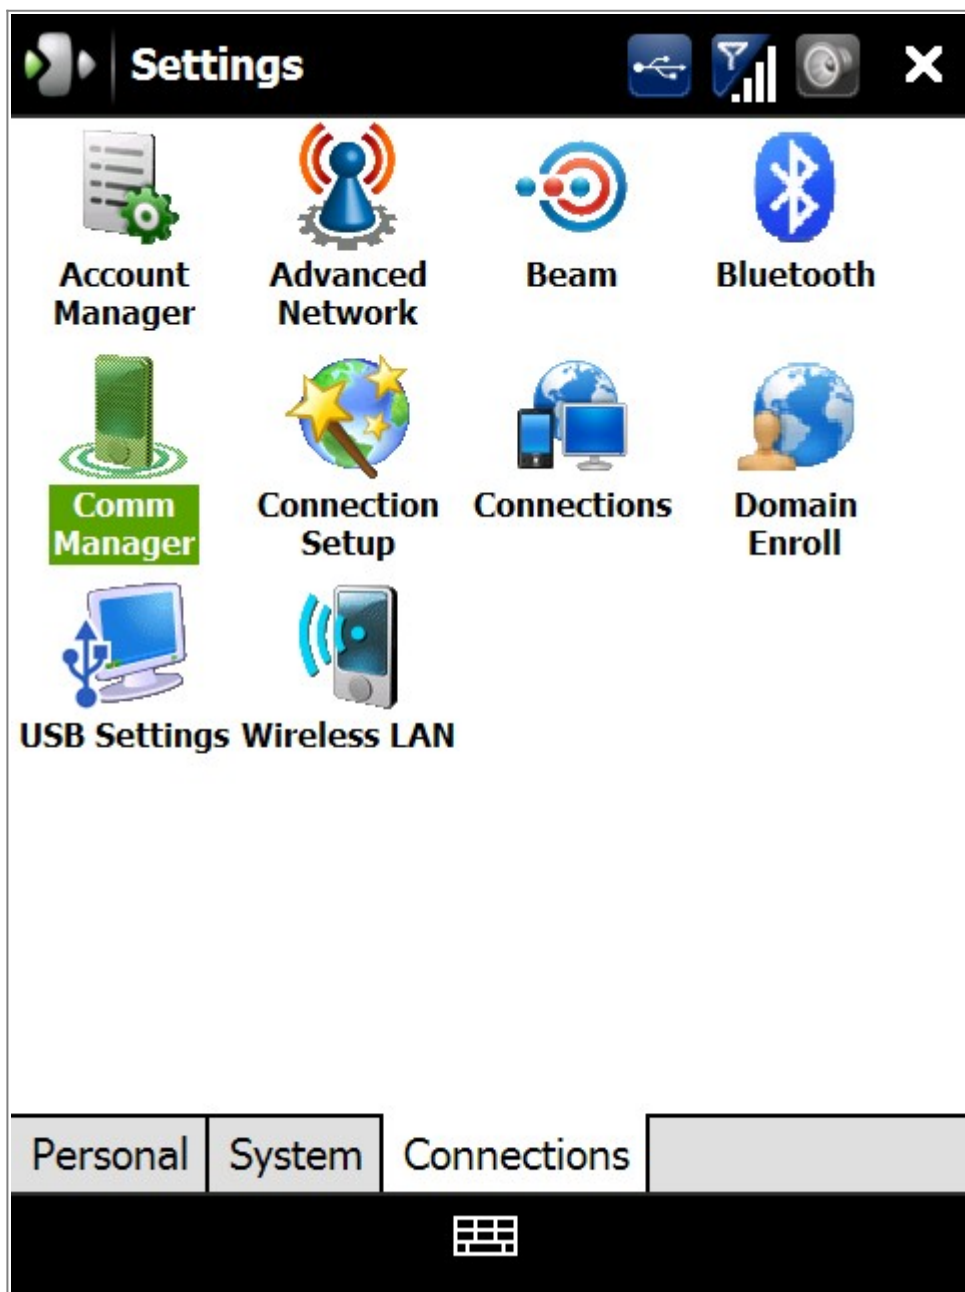 Settings
Account
Manager
Advanced
Network
Beam
Bluetooth
Comm
Manager
Connection
Setup
Connections
Domain
Enroll
USB Settings
Wireless LAN
Personal
System
Connections